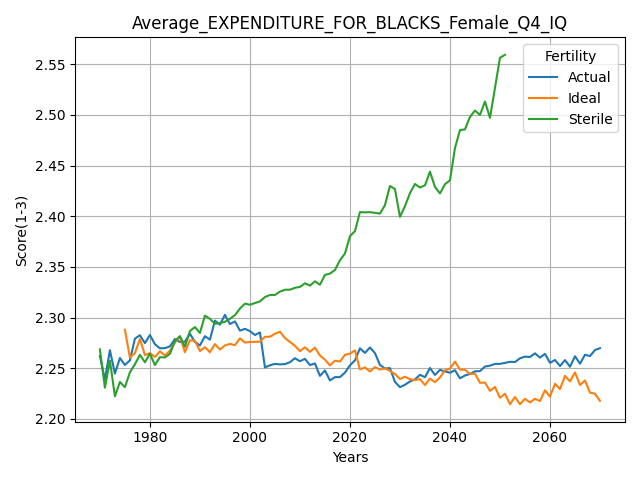 Average_EXPENDITURE_FOR_BLACKS_Female_Q4_IQ
Fertility
Actual
Ideal
Sterile
Score(1-3)
2.55
2.50
2.45
2.40
2.35
2.30
2.25
2.20
1980
2000
2020
2040
2060
Years